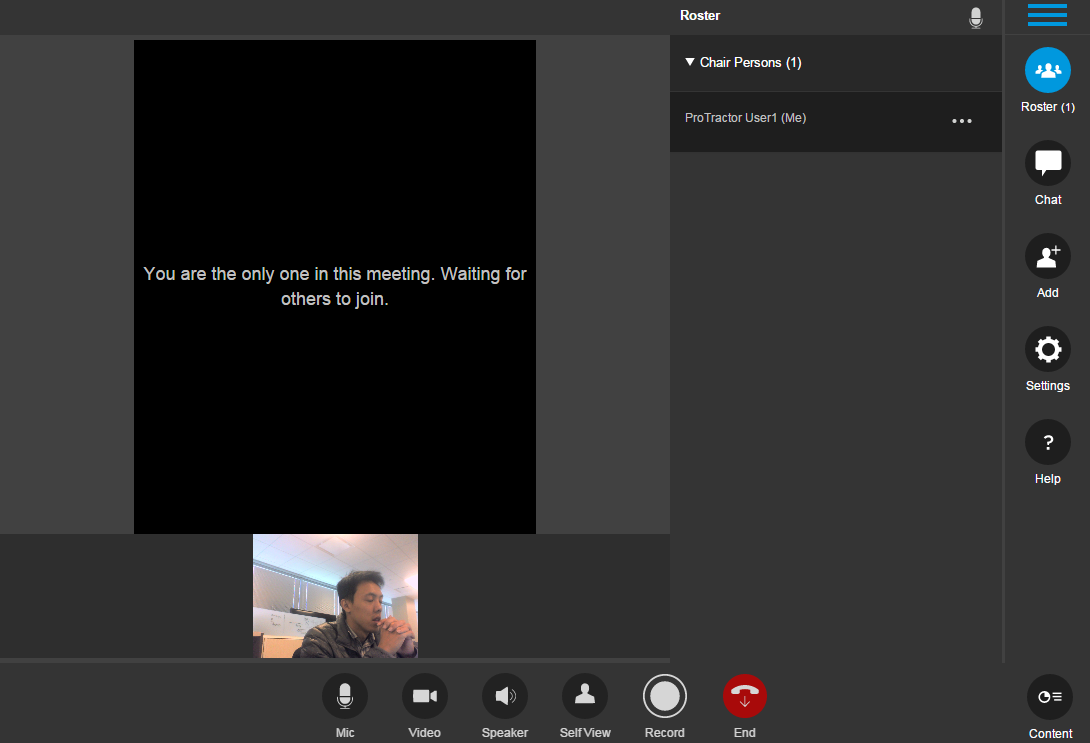 Roster
Chair Persons (1)
ProTractor User1 (Me)
You are the only one in this meeting. Waiting for
others to join.
Roster (1)
Chat
Add
Settings
?
Help
Mic
Video
Speaker
Self View
Record
End
Content